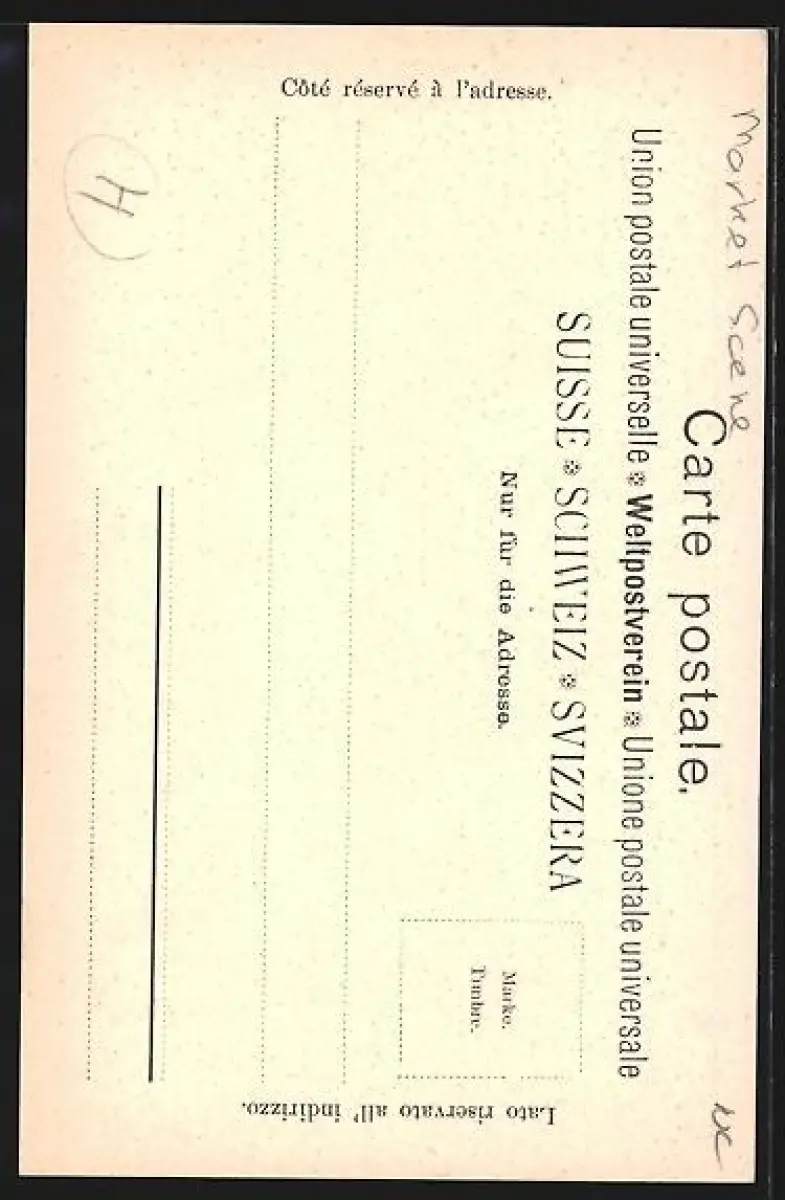 Market Scene
Carte postale.
Union postale universelle * Weltpostverein * Unione postale universale
SUISSE * SCHWEIZ * SVIZZERA
Nur für die Adresse.
Marke.
Timbre.
Côté réservé à l'adresse.
Lato riservato all' indirizzo.